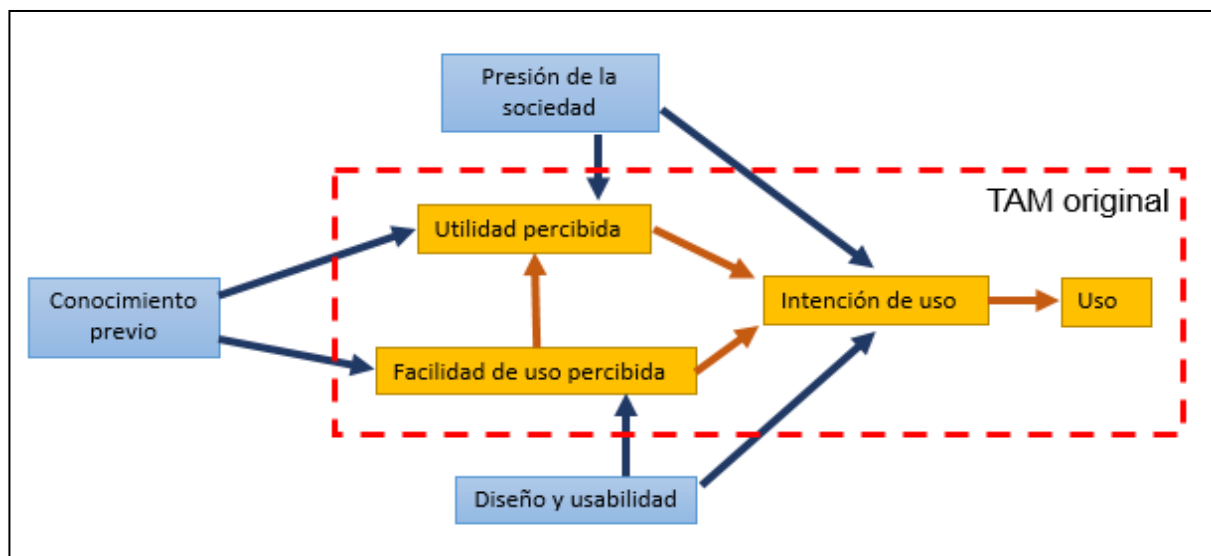 Presión de la
sociedad
TAM original
Utilidad percibida
Conocimiento
previo
Intención de uso
Uso
Facilidad de uso percibida
Diseño y usabilidad